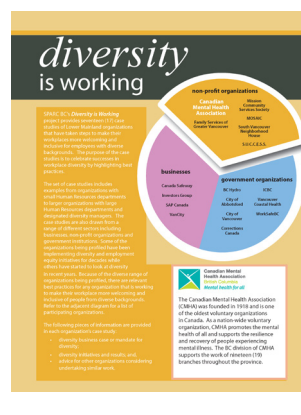 diversity
is working
SPARC BC's Diversity is Working
project provides seventeen (17) case
studies of Lower Mainland organizations
that have taken steps to make their
workplaces more welcoming and
inclusive for employees with diverse
backgrounds. The purpose of the case
studies is to celebrate successes in
workplace diversity by highlighting best
practices.
The set of case studies includes
examples from organizations with
small Human Resources departments
to large organizations with large
Human Resources departments and
designated diversity managers. The
case studies are also drawn from a
range of different sectors including
businesses, non-profit organizations and
government institutions. Some of the
organizations being profiled have been
implementing diversity and employment
equity initiatives for decades while
others have started to look at diversity
in recent years. Because of the diverse range of
organizations being profiled, there are relevant
best practices for any organization that is working
to make their workplace more welcoming and
inclusive of people from diverse backgrounds.
Refer to the adjacent diagram for a list of
participating organizations.
The following pieces of information are provided
in each organization's case study:
• diversity business case or mandate for
diversity,
• diversity initiatives and results, and,
• advice for other organizations considering
undertaking similar work.
non-profit organizations
Canadian
Mental Health
Association
Family Services of
Greater Vancouver
Mission
Community
Services Society
MOSAIC
South Vancouver
Neighbourhood
House
S.U.C.C.E.S.S.
businesses
Canada Safeway
Investors Group
SAP Canada
VanCity
government organizations
BC Hydro
City of
Abbotsford
City of
Vancouver
Corrections
Canada
ICBC
Vancouver
Coastal Health
WorkSafeBC
Canadian Mental
Health Association
British Columbia
Mental health for all
The Canadian Mental Health Association
(CMHA) was founded in 1918 and is one
of the oldest voluntary organizations
in Canada. As a nation-wide voluntary
organization, CMHA promotes the mental
health of all and supports the resilience
and recovery of people experiencing
mental illness. The BC division of CMHA
supports the work of nineteen (19)
branches throughout the province.